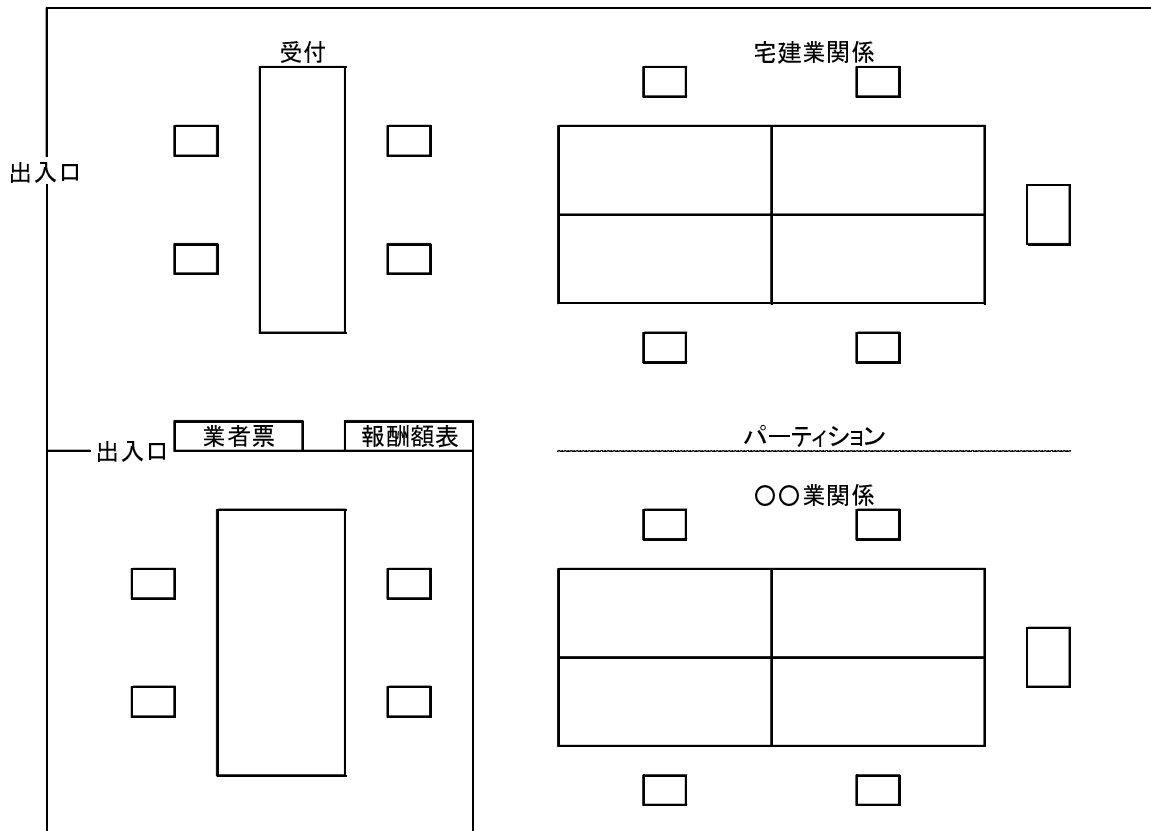 受付
宅建業関係
出入口
出入口
業者票
報酬額表
パーティション
〇〇業関係